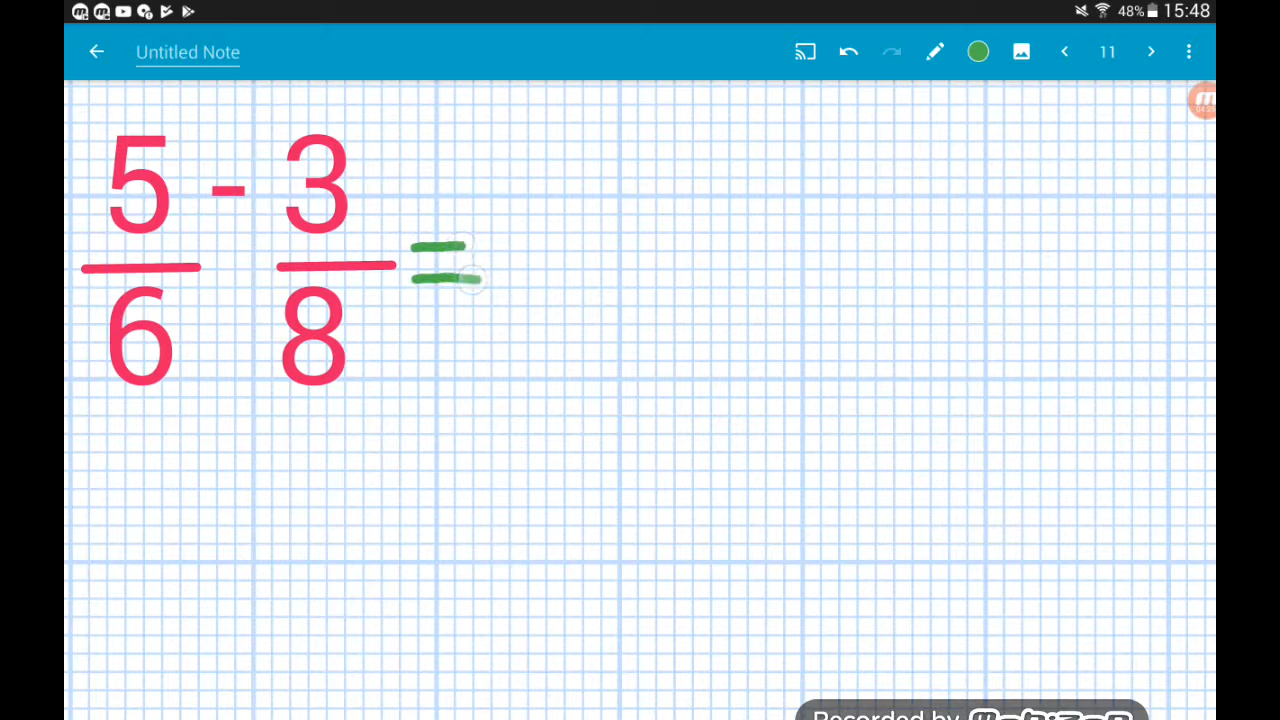 48% 15:48
Untitled Note 11
5 - 3 =
6 8
Recorded by